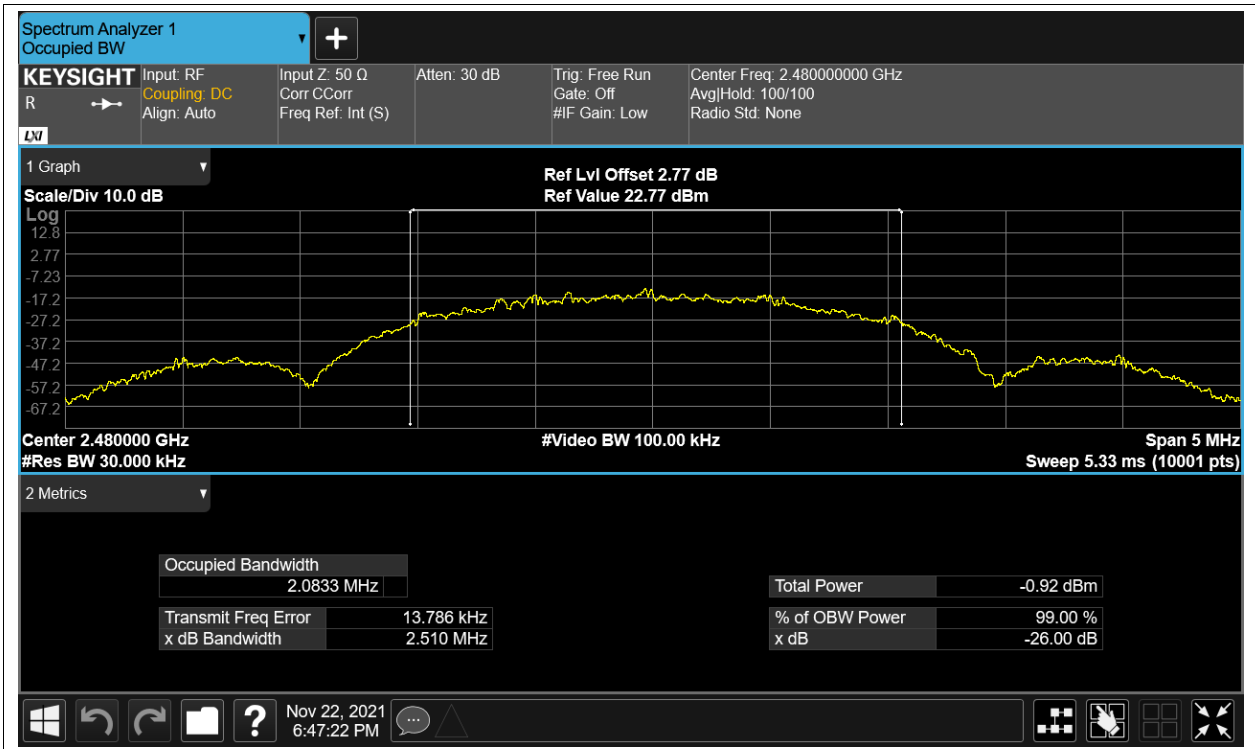 Spectrum Analyzer 1
Occupied BW
+
KEYSIGHT
R
LXI
Input: RF
Coupling: DC
Align: Auto
Input Z: 50 Ω
Corr CCorr
Freq Ref: Int (S)
Atten: 30 dB
Trig: Free Run
Gate: Off
#IF Gain: Low
Center Freq: 2.480000000 GHz
Avg|Hold: 100/100
Radio Std: None
1 Graph
Scale/Div 10.0 dB
Ref Lvl Offset 2.77 dB
Ref Value 22.77 dBm
Log
12.8
2.77
-7.23
-17.2
-27.2
-37.2
-47.2
-57.2
-67.2
Center 2.480000 GHz
#Res BW 30.000 kHz
#Video BW 100.00 kHz
Span 5 MHz
Sweep 5.33 ms (10001 pts)
2 Metrics
Occupied Bandwidth
2.0833 MHz
Transmit Freq Error 13.786 kHz
x dB Bandwidth 2.510 MHz
Total Power -0.92 dBm
% of OBW Power 99.00 %
x dB -26.00 dB
?
Nov 22, 2021
6:47:22 PM